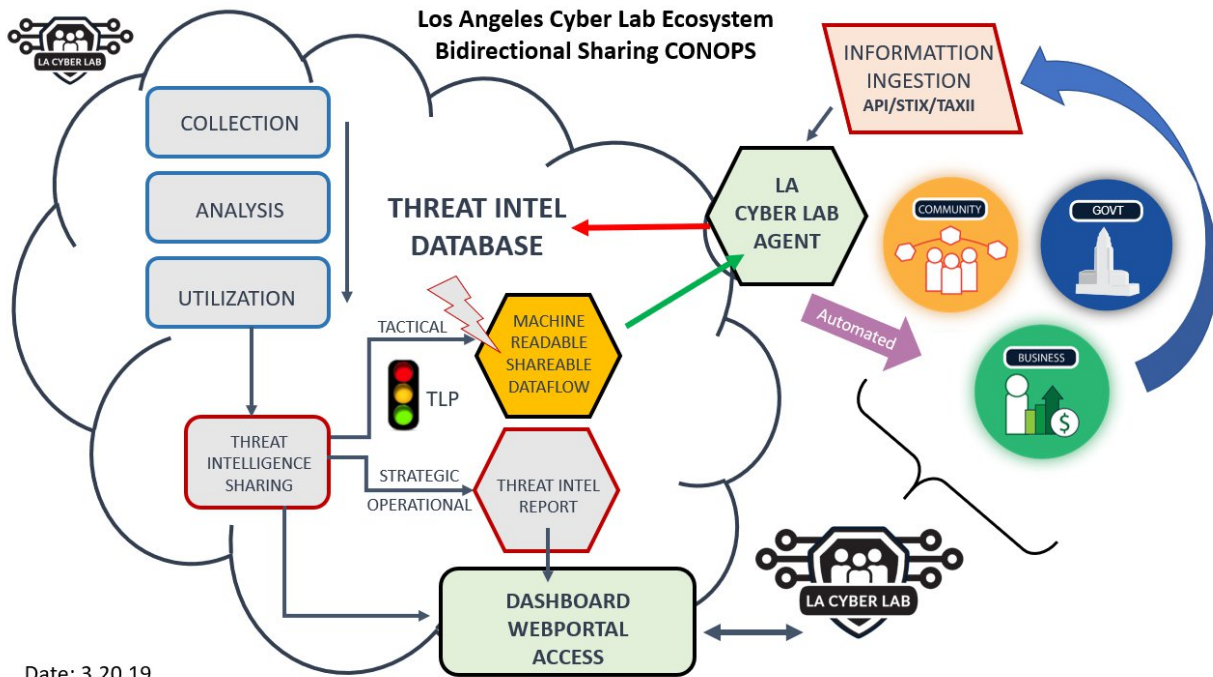 LA CYBER LAB
Los Angeles Cyber Lab Ecosystem
Bidirectional Sharing CONOPS
INFORMATTION
INGESTION
API/STIX/TAXII
COLLECTION
ANALYSIS
UTILIZATION
THREAT INTEL
DATABASE
LA
CYBER LAB
AGENT
COMMUNITY
GOVT
BUSINESS
Automated
TACTICAL
MACHINE
READABLE
SHAREABLE
DATAFLOW
TLP
THREAT
INTELLIGENCE
SHARING
STRATEGIC
OPERATIONAL
THREAT INTEL
REPORT
DASHBOARD
WEBPORTAL
ACCESS
LA CYBER LAB
$
Date: 3.20.19